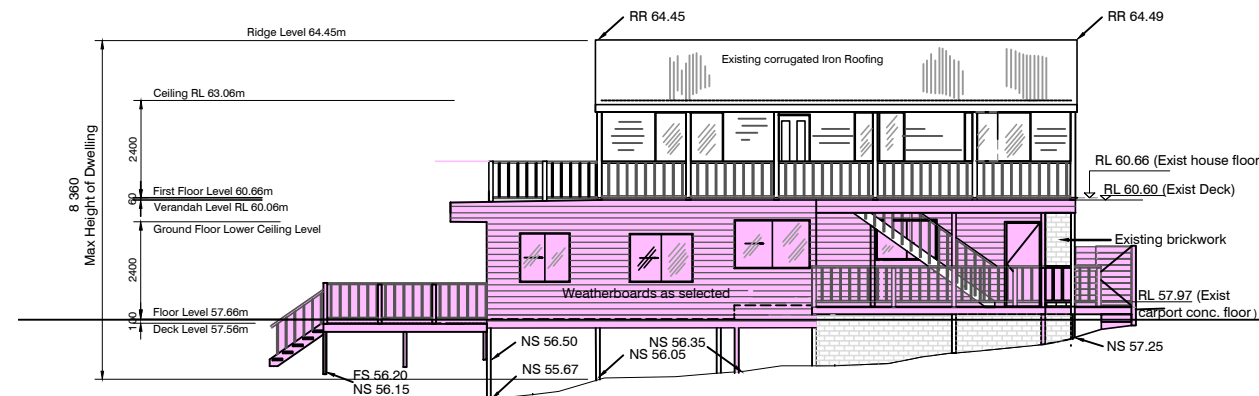 RR 64.45
RR 64.49
Ridge Level 64.45m
Existing corrugated Iron Roofing
Ceiling RL 63.06m
8 360
Max Height of Dwelling
2400
RL 60.66 (Exist house floor
First Floor Level 60.66m
RL 60.60 (Exist Deck)
60
Verandah Level RL 60.06m
Ground Floor Lower Ceiling Level
Existing brickwork
2400
Weatherboards as selected
RL 57.97 (Exist
carport conc. floor)
Floor Level 57.66m
100
Deck Level 57.56m
NS 56.50
NS 56.35
NS 56.05
NS 57.25
FS 56.20
NS 55.67
NS 56.15